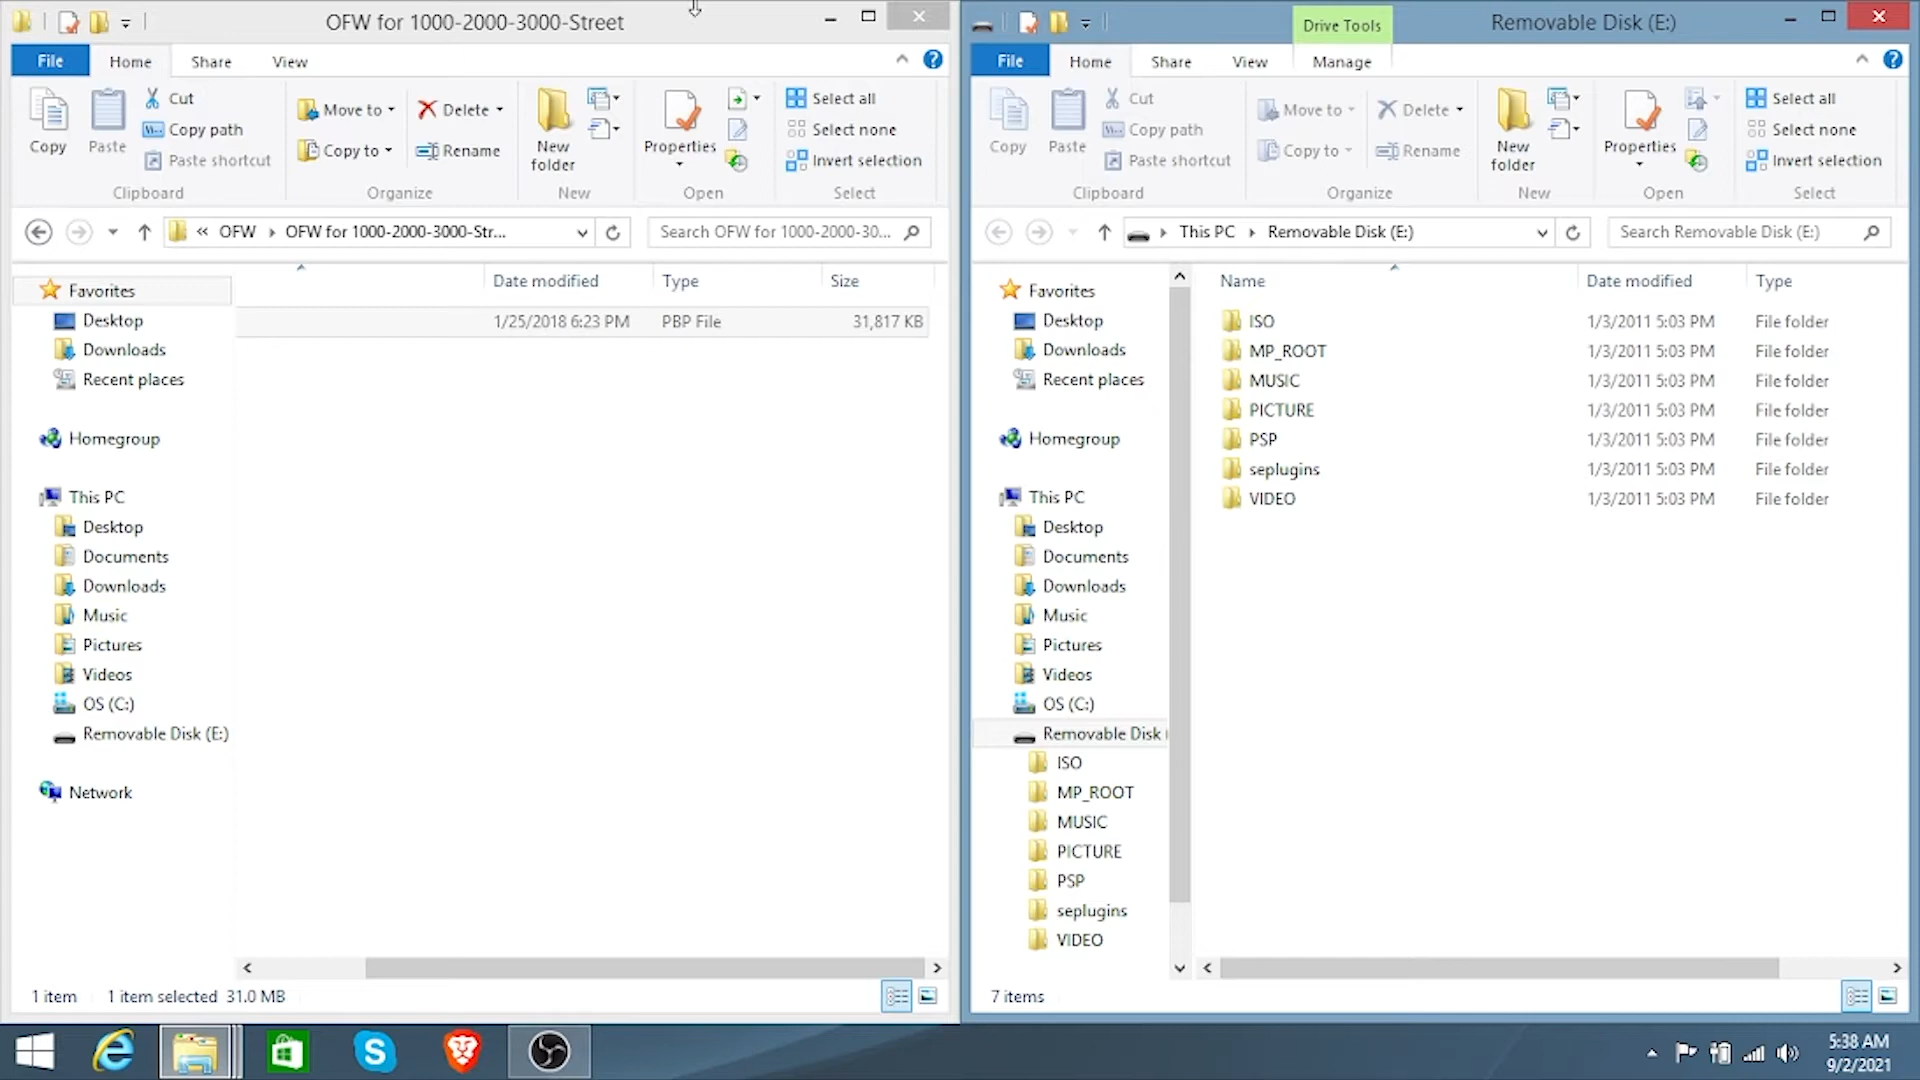 OFW for 1000-2000-3000-Street
File
Home
Share
View
Copy
Paste
Cut
Copy path
Paste shortcut
Clipboard
Move to
Copy to
Delete
Rename
Organize
New folder
New
Properties
Open
Select all
Select none
Invert selection
Select
« OFW › OFW for 1000-2000-3000-Str...
Search OFW for 1000-2000-30...
Date modified
Type
Size
1/25/2018 6:23 PM PBP File 31,817 KB
Favorites
Desktop
Downloads
Recent places
Homegroup
This PC
Desktop
Documents
Downloads
Music
Pictures
Videos
OS (C:)
Removable Disk (E:)
Network
1 item 1 item selected 31.0 MB
Drive Tools
Removable Disk (E:)
File
Home
Share
View
Manage
Copy
Paste
Cut
Copy path
Paste shortcut
Clipboard
Move to
Copy to
Delete
Rename
Organize
New folder
New
Properties
Open
Select all
Select none
Invert selection
Select
This PC › Removable Disk (E:)
Search Removable Disk (E:)
Name
Date modified
Type
ISO 1/3/2011 5:03 PM File folder
MP_ROOT 1/3/2011 5:03 PM File folder
MUSIC 1/3/2011 5:03 PM File folder
PICTURE 1/3/2011 5:03 PM File folder
PSP 1/3/2011 5:03 PM File folder
seplugins 1/3/2011 5:03 PM File folder
VIDEO 1/3/2011 5:03 PM File folder
Favorites
Desktop
Downloads
Recent places
Homegroup
This PC
Desktop
Documents
Downloads
Music
Pictures
Videos
OS (C:)
Removable Disk (
ISO
MP_ROOT
MUSIC
PICTURE
PSP
seplugins
VIDEO
7 items
5:38 AM
9/2/2021